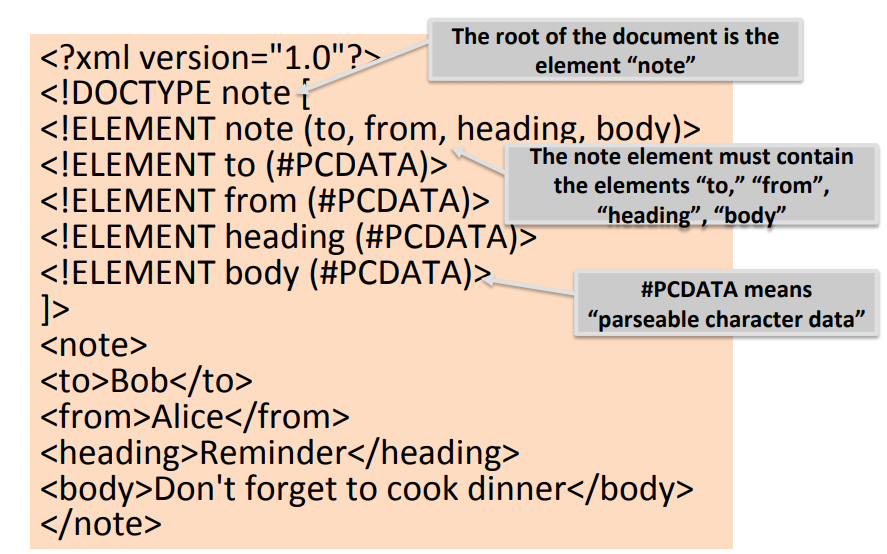 <?xml version="1.0"?>
<!DOCTYPE note [
<!ELEMENT note (to, from, heading, body)>
<!ELEMENT to (#PCDATA)>
<!ELEMENT from (#PCDATA)>
<!ELEMENT heading (#PCDATA)>
<!ELEMENT body (#PCDATA)>
]>
<note>
<to>Bob</to>
<from>Alice</from>
<heading>Reminder</heading>
<body>Don't forget to cook dinner</body>
</note>
The root of the document is the
element “note”
The note element must contain
the elements “to,” “from”,
“heading”, “body”
#PCDATA means
“parseable character data”